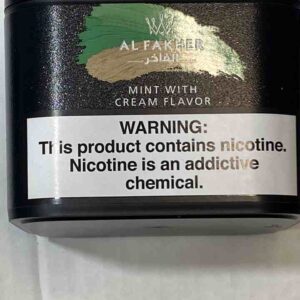 AL FAKHER
الفاخر
MINT WITH
CREAM FLAVOR
WARNING:
This product contains nicotine.
Nicotine is an addictive
chemical.